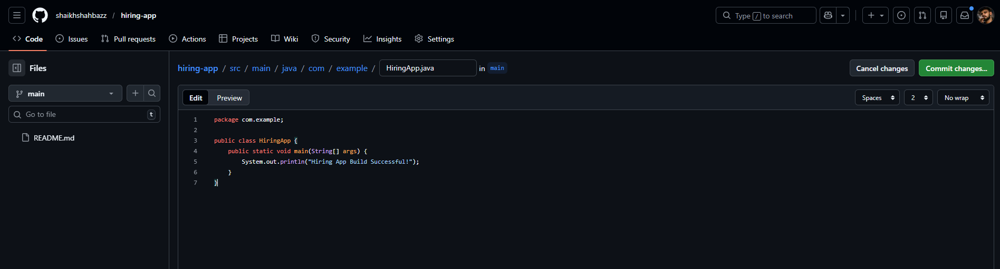 shaikhshahbazz / hiring-app
Type / to search
Code Issues Pull requests Actions Projects Wiki Security Insights Settings
Files
main
Go to file t
README.md
hiring-app / src / main / java / com / example / HiringApp.java in main
Cancel changes Commit changes...
Edit Preview
Spaces 2 No wrap
1 package com.example;
2
3 public class HiringApp {
4 public static void main(String[] args) {
5 System.out.println("Hiring App Build Successful!");
6 }
7 }